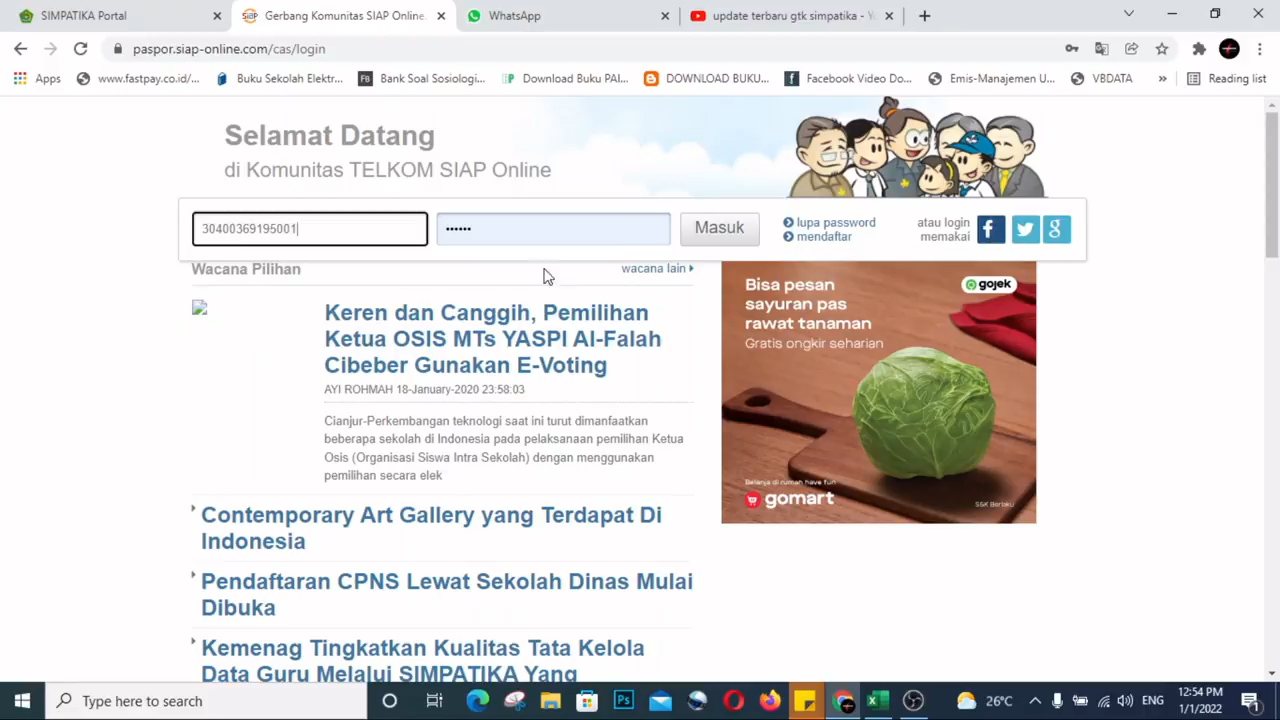 SIMPATIKA Portal
Gerbang Komunitas SIAP Online.
WhatsApp
update terbaru gtk simpatika - Yo
paspor.siap-online.com/cas/login
Apps
www.fastpay.co.id/...
Buku Sekolah Elektr...
Bank Soal Sosiologi...
Download Buku PAI...
DOWNLOAD BUKU...
Facebook Video Do...
Emis-Manajemen U...
VBDATA
»
Reading list
Selamat Datang
di Komunitas TELKOM SIAP Online
30400369195001
••••••
Masuk
lupa password
mendaftar
atau login
memakai
Wacana Pilihan
wacana lain
Keren dan Canggih, Pemilihan
Ketua OSIS MTs YASPI Al-Falah
Cibeber Gunakan E-Voting
AYI ROHMAH 18-January-2020 23:58:03
Cianjur-Perkembangan teknologi saat ini turut dimanfaatkan
beberapa sekolah di Indonesia pada pelaksanaan pemilihan Ketua
Osis (Organisasi Siswa Intra Sekolah) dengan menggunakan
pemilihan secara elek
Contemporary Art Gallery yang Terdapat Di
Indonesia
Pendaftaran CPNS Lewat Sekolah Dinas Mulai
Dibuka
Kemenag Tingkatkan Kualitas Tata Kelola
Data Guru Melalui SIMPATIKA Yang
Bisa pesan
sayuran pas
rawat tanaman
Gratis ongkir seharian
gojek
Belanja di rumah have fun
gomart
S&K Berlaku
Type here to search
Ps
26°C
ENG
12:54 PM
1/1/2022